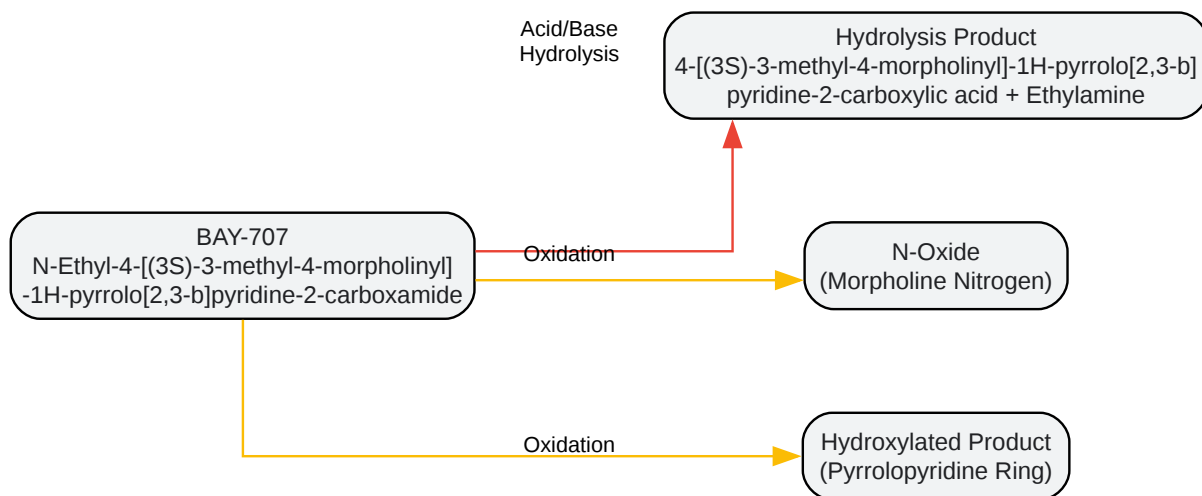 Acid/Base
Hydrolysis
Hydrolysis Product
4-[(3S)-3-methyl-4-morpholinyl]-1H-pyrrolo[2,3-b]
pyridine-2-carboxylic acid + Ethylamine
BAY-707
N-Ethyl-4-[(3S)-3-methyl-4-morpholinyl]
-1H-pyrrolo[2,3-b]pyridine-2-carboxamide
Oxidation
N-Oxide
(Morpholine Nitrogen)
Oxidation
Hydroxylated Product
(Pyrrolopyridine Ring)